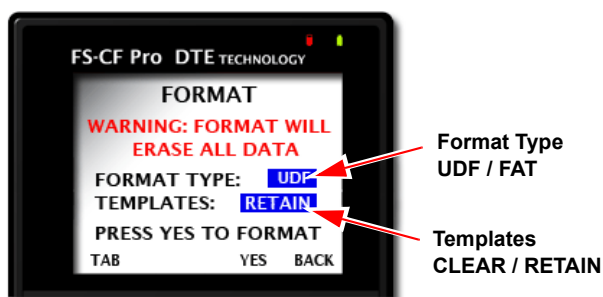 FS-CF Pro DTE TECHNOLOGY
FORMAT
WARNING: FORMAT WILL
ERASE ALL DATA
FORMAT TYPE: UDF
TEMPLATES: RETAIN
PRESS YES TO FORMAT
TAB YES BACK
Format Type
UDF / FAT
Templates
CLEAR / RETAIN